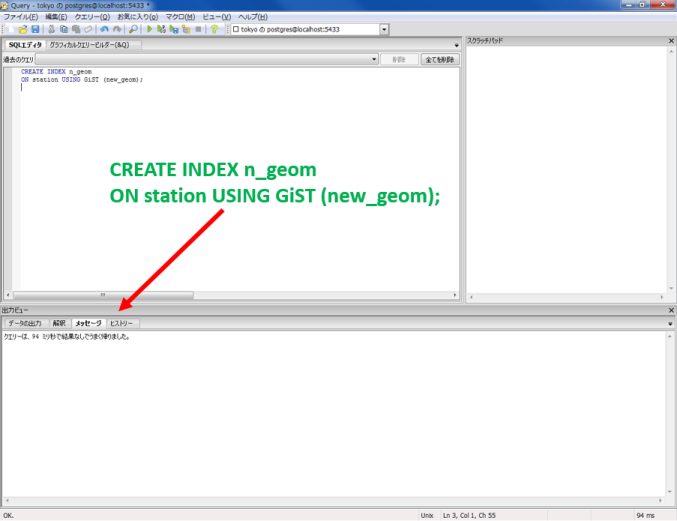 Query - tokyo の postgres@localhost:5433 *
ファイル(F) 編集(E) クエリー(Q) お気に入り(o) マクロ(M) ビュー(V) ヘルプ(H)
tokyo の postgres@localhost:5433
SQLエディタ グラフィカルクエリービルダー(&Q)
過去のクエリ 削除 全てを削除
CREATE INDEX n_geom
ON station USING GiST (new_geom);
CREATE INDEX n_geom
ON station USING GiST (new_geom);
スクラッチパッド
出力ビュー
データの出力 解釈 メッセージ ヒストリー
クエリーは、94 ミリ秒で結果なしでうまく帰りました。
OK. Unix Ln 3, Col 1, Ch 55 94 ms